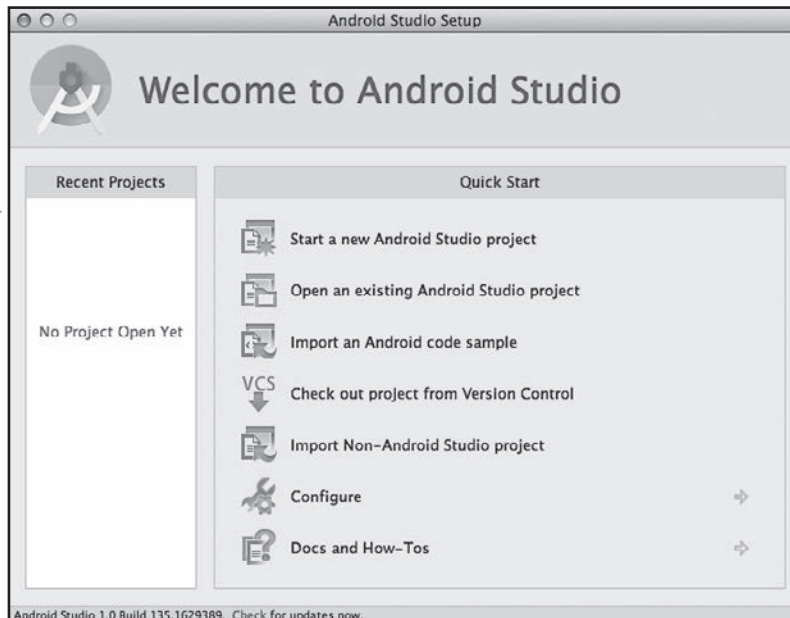 Android Studio Setup
Welcome to Android Studio
Recent Projects
No Project Open Yet
Quick Start
Start a new Android Studio project
Open an existing Android Studio project
Import an Android code sample
VCS
Check out project from Version Control
Import Non-Android Studio project
Configure
Docs and How-Tos
Android Studio 1.0 Build 135.1629389. Check for updates now.